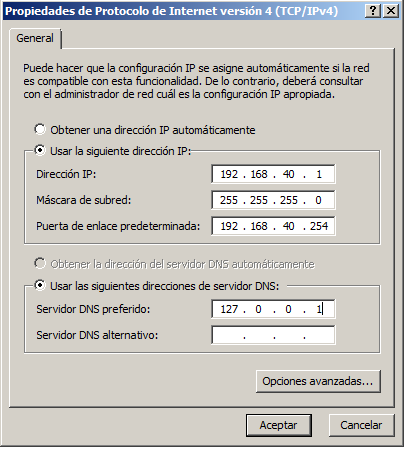 Propiedades de Protocolo de Internet versión 4 (TCP/IPv4)
General
Puede hacer que la configuración IP se asigne automáticamente si la red
es compatible con esta funcionalidad. De lo contrario, deberá consultar
con el administrador de red cuál es la configuración IP apropiada.
Obtener una dirección IP automáticamente
Usar la siguiente dirección IP:
Dirección IP: 192 . 168 . 40 . 1
Máscara de subred: 255 . 255 . 255 . 0
Puerta de enlace predeterminada: 192 . 168 . 40 . 254
Obtener la dirección del servidor DNS automáticamente
Usar las siguientes direcciones de servidor DNS:
Servidor DNS preferido: 127 . 0 . 0 . 1
Servidor DNS alternativo: . . .
Opciones avanzadas...
Aceptar Cancelar